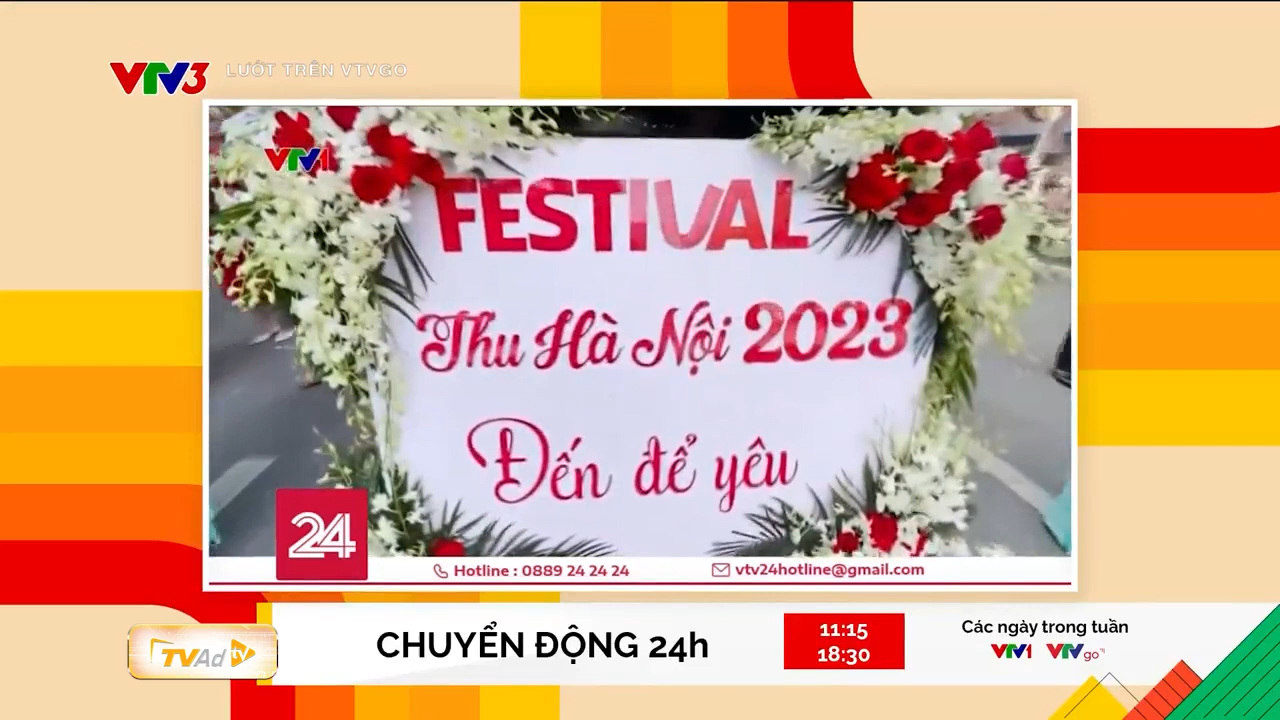 VTV3 LƯỚT TRÊN VTVGO
VTV1
FESTIVAL
Thu Hà Nội 2023
Đến để yêu
24
Hotline : 0889 24 24 24
vtv24hotline@gmail.com
TVAd tv
CHUYỂN ĐỘNG 24h
11:15
18:30
Các ngày trong tuần
VTV1 VTVgo